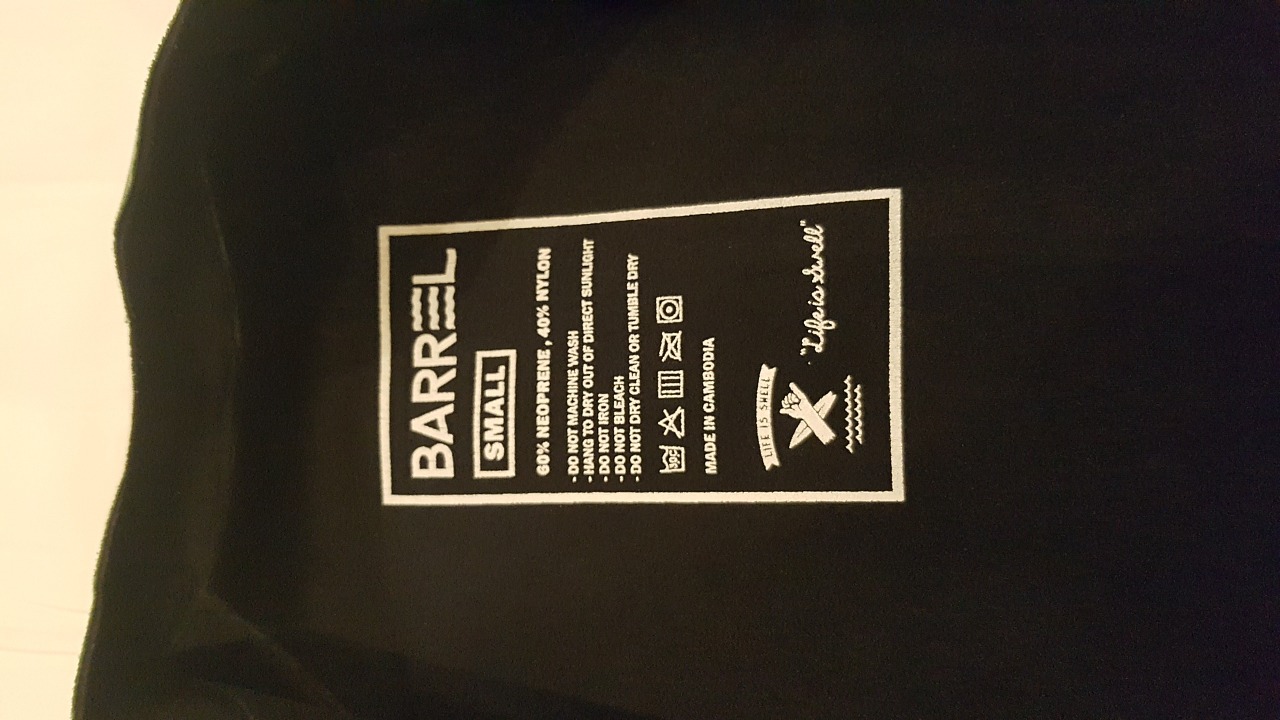 BARREL
SMALL
60% NEOPRENE , 40% NYLON
- DO NOT MACHINE WASH
- HANG TO DRY OUT OF DIRECT SUNLIGHT
- DO NOT IRON
- DO NOT BLEACH
- DO NOT DRY CLEAN OR TUMBLE DRY
MADE IN CAMBODIA
LIFE IS SWELL
"Life is Swell"